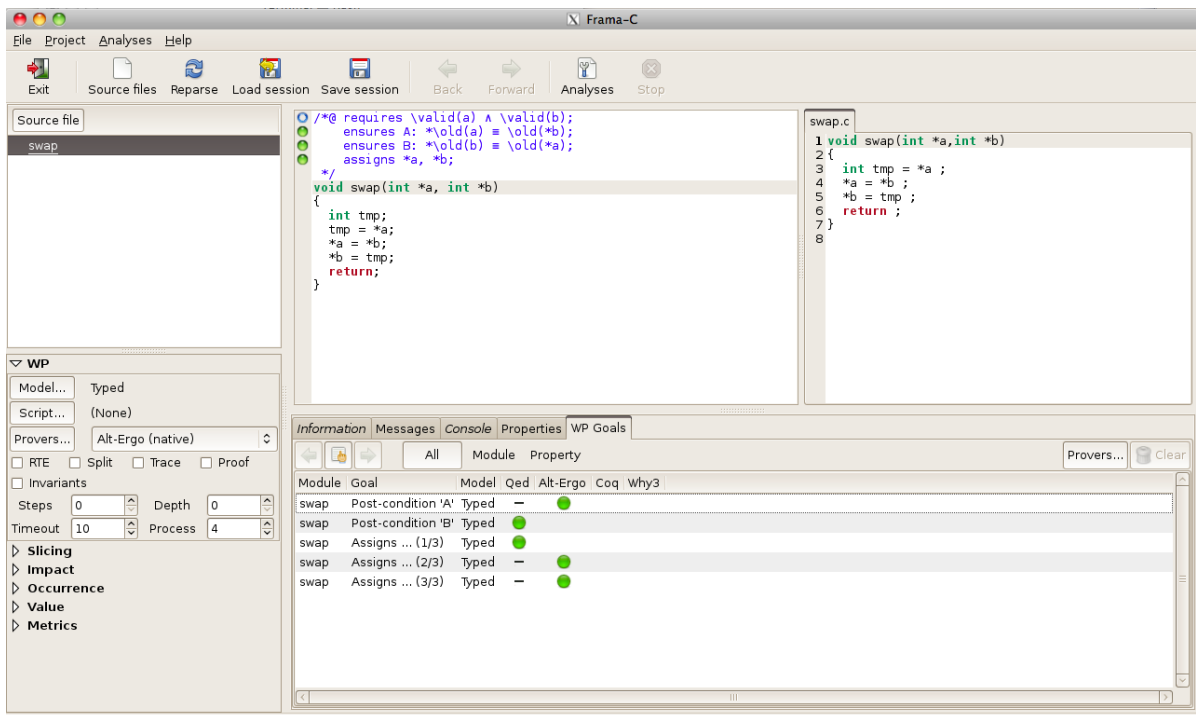 Frama-C
File Project Analyses Help
Exit Source files Reparse Load session Save session Back Forward Analyses Stop
Source file
swap
/*@ requires \valid(a) ∧ \valid(b);
ensures A: *\old(a) ≡ \old(*b);
ensures B: *\old(b) ≡ \old(*a);
assigns *a, *b;
*/
void swap(int *a, int *b)
{
int tmp;
tmp = *a;
*a = *b;
*b = tmp;
return;
}
swap.c
1 void swap(int *a,int *b)
2 {
3 int tmp = *a ;
4 *a = *b ;
5 *b = tmp ;
6 return ;
7 }
8
WP
Model... Typed
Script... (None)
Provers... Alt-Ergo (native)
RTE Split Trace Proof
Invariants
Steps 0 Depth 0
Timeout 10 Process 4
Slicing
Impact
Occurrence
Value
Metrics
Information Messages Console Properties WP Goals
All Module Property Provers... Clear
Module Goal Model Qed Alt-Ergo Coq Why3
swap Post-condition 'A' Typed —
swap Post-condition 'B' Typed
swap Assigns ... (1/3) Typed
swap Assigns ... (2/3) Typed —
swap Assigns ... (3/3) Typed —